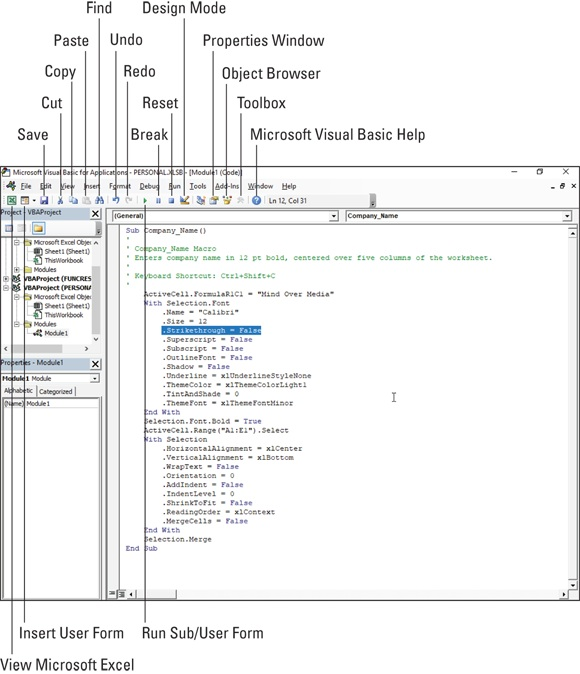 Find
Design Mode
Paste
Undo
Properties Window
Copy
Redo
Object Browser
Cut
Reset
Toolbox
Save
Break
Microsoft Visual Basic Help
Microsoft Visual Basic for Applications - PERSONAL.XLSB - [Module1 (Code)]
File Edit View Insert Format Debug Run Tools Add-Ins Window Help
Ln 12, Col 31
Project - VBAProject
Microsoft Excel Objec
Sheet1 (Sheet1)
ThisWorkbook
Modules
VBAProject (FUNCRES
VBAProject (PERSONA
Microsoft Excel Objec
Sheet1 (Sheet1)
ThisWorkbook
Modules
Module1
Properties - Module1
Module1 Module
Alphabetic Categorized
(Name) Module1
(General)
Company_Name
Sub Company_Name()
'
' Company_Name Macro
' Enters company name in 12 pt bold, centered over five columns of the worksheet.
'
' Keyboard Shortcut: Ctrl+Shift+C
'
ActiveCell.FormulaR1C1 = "Mind Over Media"
With Selection.Font
.Name = "Calibri"
.Size = 12
.Strikethrough = False
.Superscript = False
.Subscript = False
.OutlineFont = False
.Shadow = False
.Underline = xlUnderlineStyleNone
.ThemeColor = xlThemeColorLight1
.TintAndShade = 0
.ThemeFont = xlThemeFontMinor
End With
Selection.Font.Bold = True
ActiveCell.Range("A1:E1").Select
With Selection
.HorizontalAlignment = xlCenter
.VerticalAlignment = xlBottom
.WrapText = False
.Orientation = 0
.AddIndent = False
.IndentLevel = 0
.ShrinkToFit = False
.ReadingOrder = xlContext
.MergeCells = False
End With
Selection.Merge
End Sub
Insert User Form
Run Sub/User Form
View Microsoft Excel